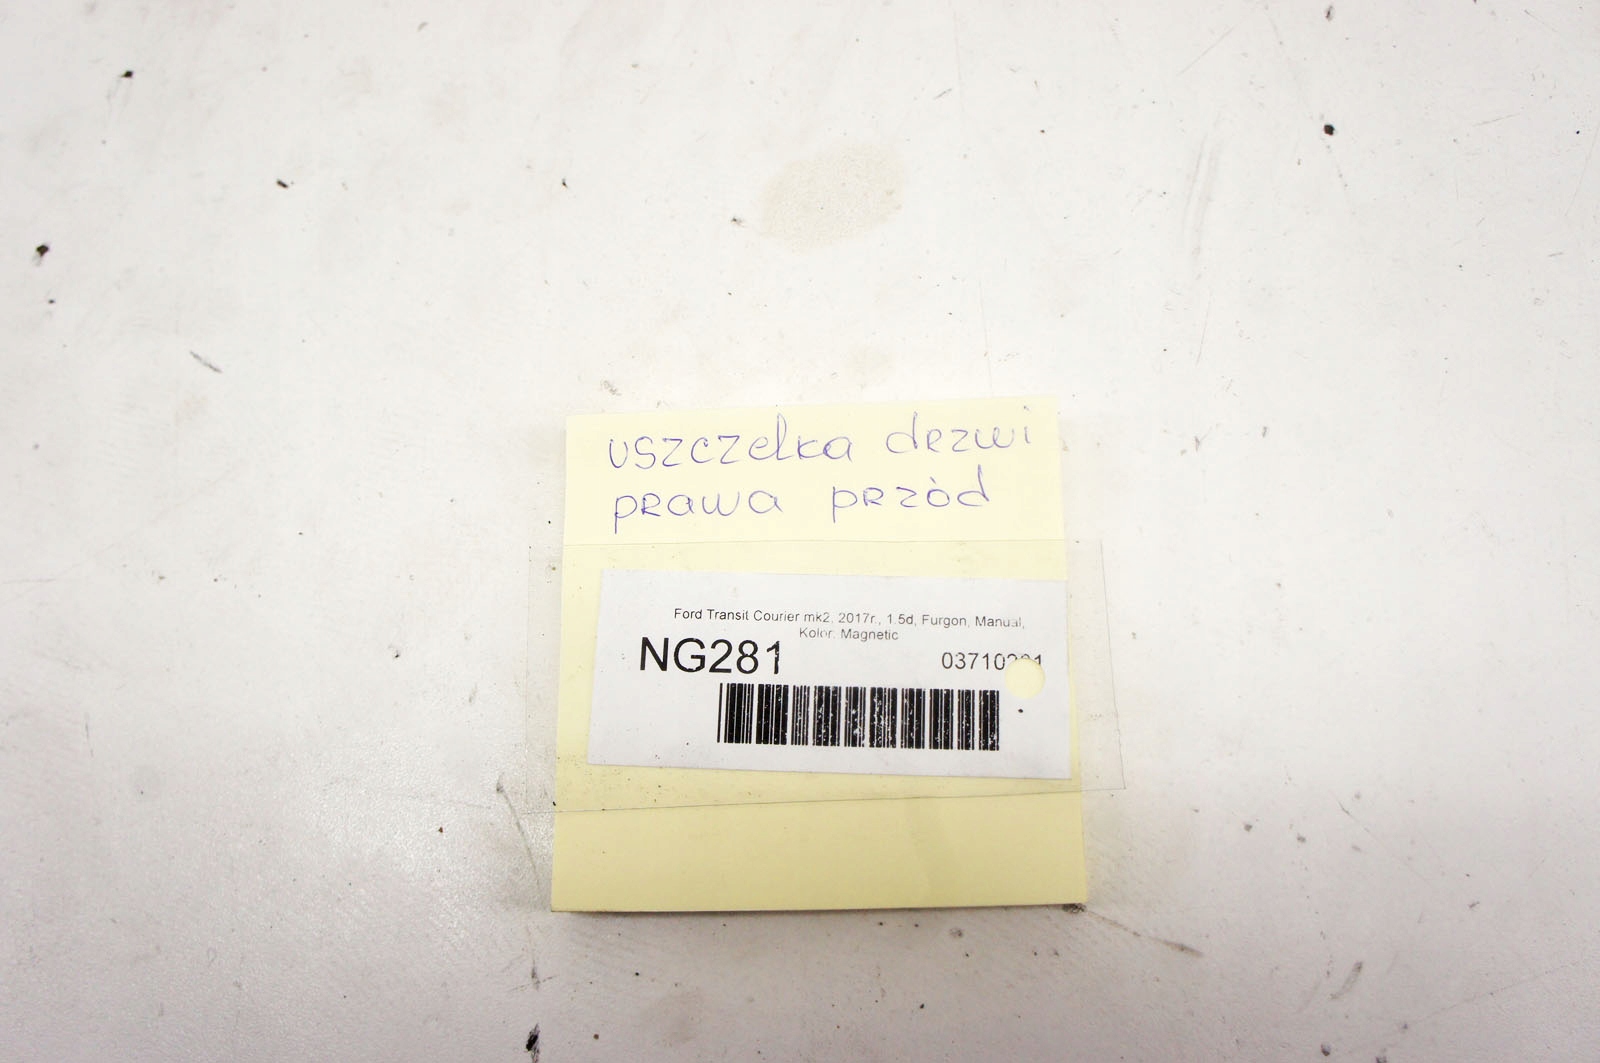 uszczelka drzwi
prawa przód
Ford Transit Courier mk2, 2017r., 1.5d, Furgon, Manual,
Kolor: Magnetic
NG281